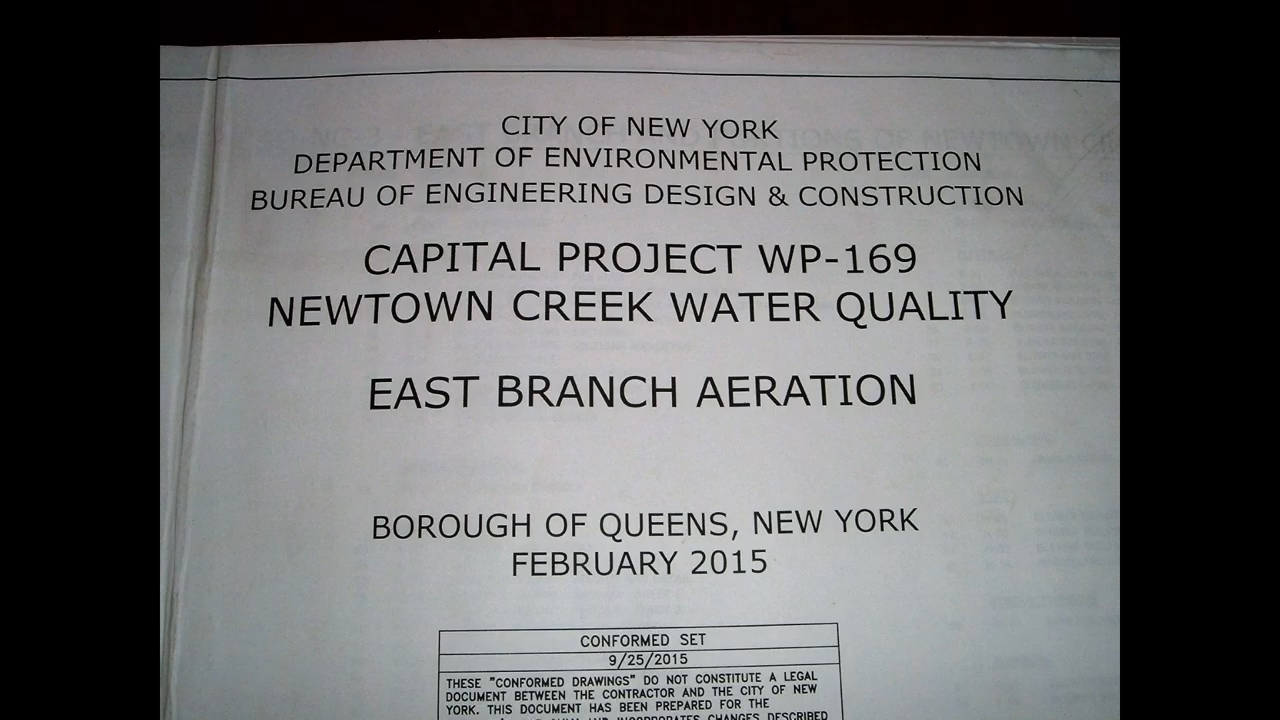 CITY OF NEW YORK
DEPARTMENT OF ENVIRONMENTAL PROTECTION
BUREAU OF ENGINEERING DESIGN & CONSTRUCTION
CAPITAL PROJECT WP-169
NEWTOWN CREEK WATER QUALITY
EAST BRANCH AERATION
BOROUGH OF QUEENS, NEW YORK
FEBRUARY 2015
CONFORMED SET
9/25/2015
THESE "CONFORMED DRAWINGS" DO NOT CONSTITUTE A LEGAL
DOCUMENT BETWEEN THE CONTRACTOR AND THE CITY OF NEW
YORK. THIS DOCUMENT HAS BEEN PREPARED FOR THE
INCORPORATES CHANGES DESCRIBED